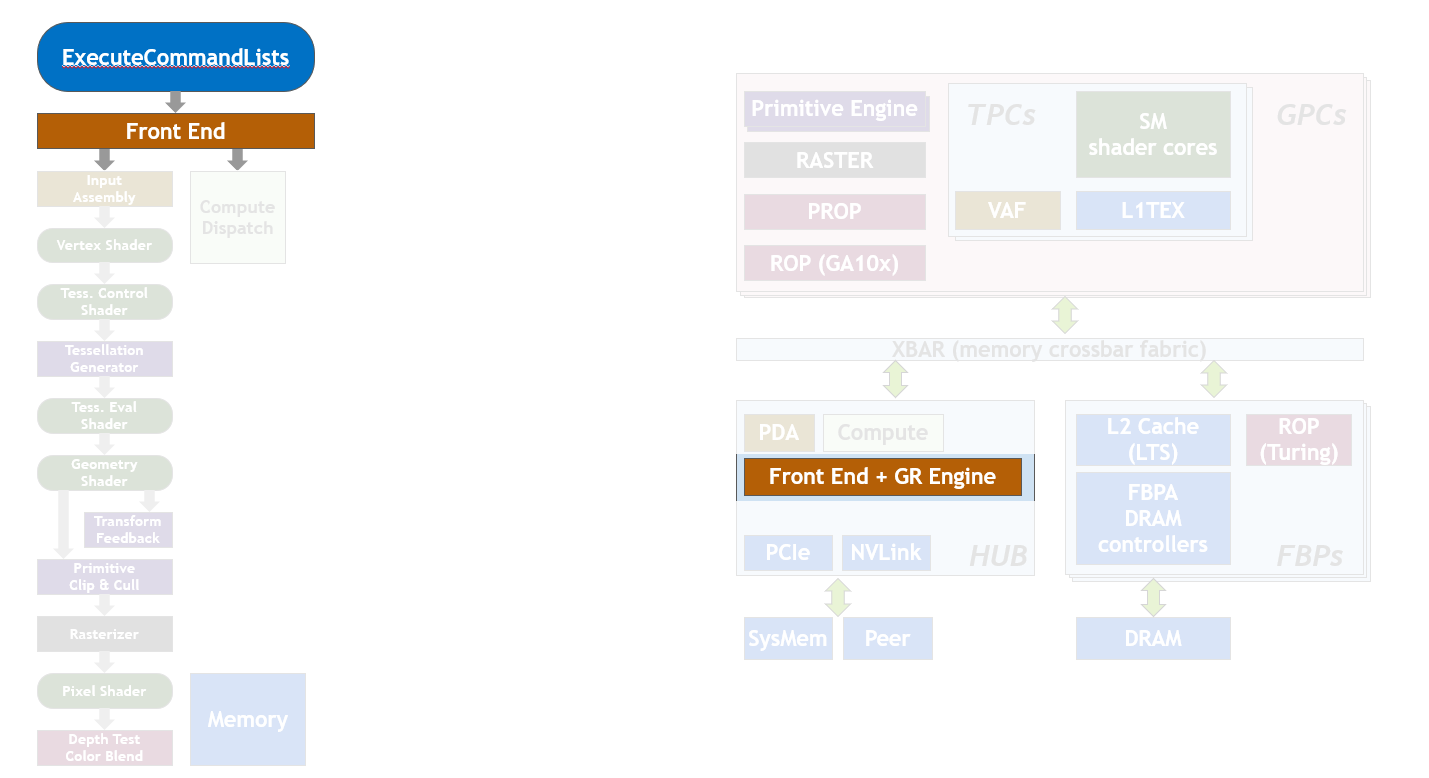 ExecuteCommandLists
Front End
Input
Assembly
Compute
Dispatch
Vertex Shader
Tess. Control
Shader
Tessellation
Generator
Tess. Eval
Shader
Geometry
Shader
Transform
Feedback
Primitive
Clip & Cull
Rasterizer
Pixel Shader
Memory
Depth Test
Color Blend
Primitive Engine
RASTER
PROP
ROP (GA10x)
TPCs
SM
shader cores
VAF
L1TEX
GPCs
XBAR (memory crossbar fabric)
PDA
Compute
Front End + GR Engine
PCIe
NVLink
HUB
L2 Cache
(LTS)
ROP
(Turing)
FBPA
DRAM
controllers
FBPs
SysMem
Peer
DRAM